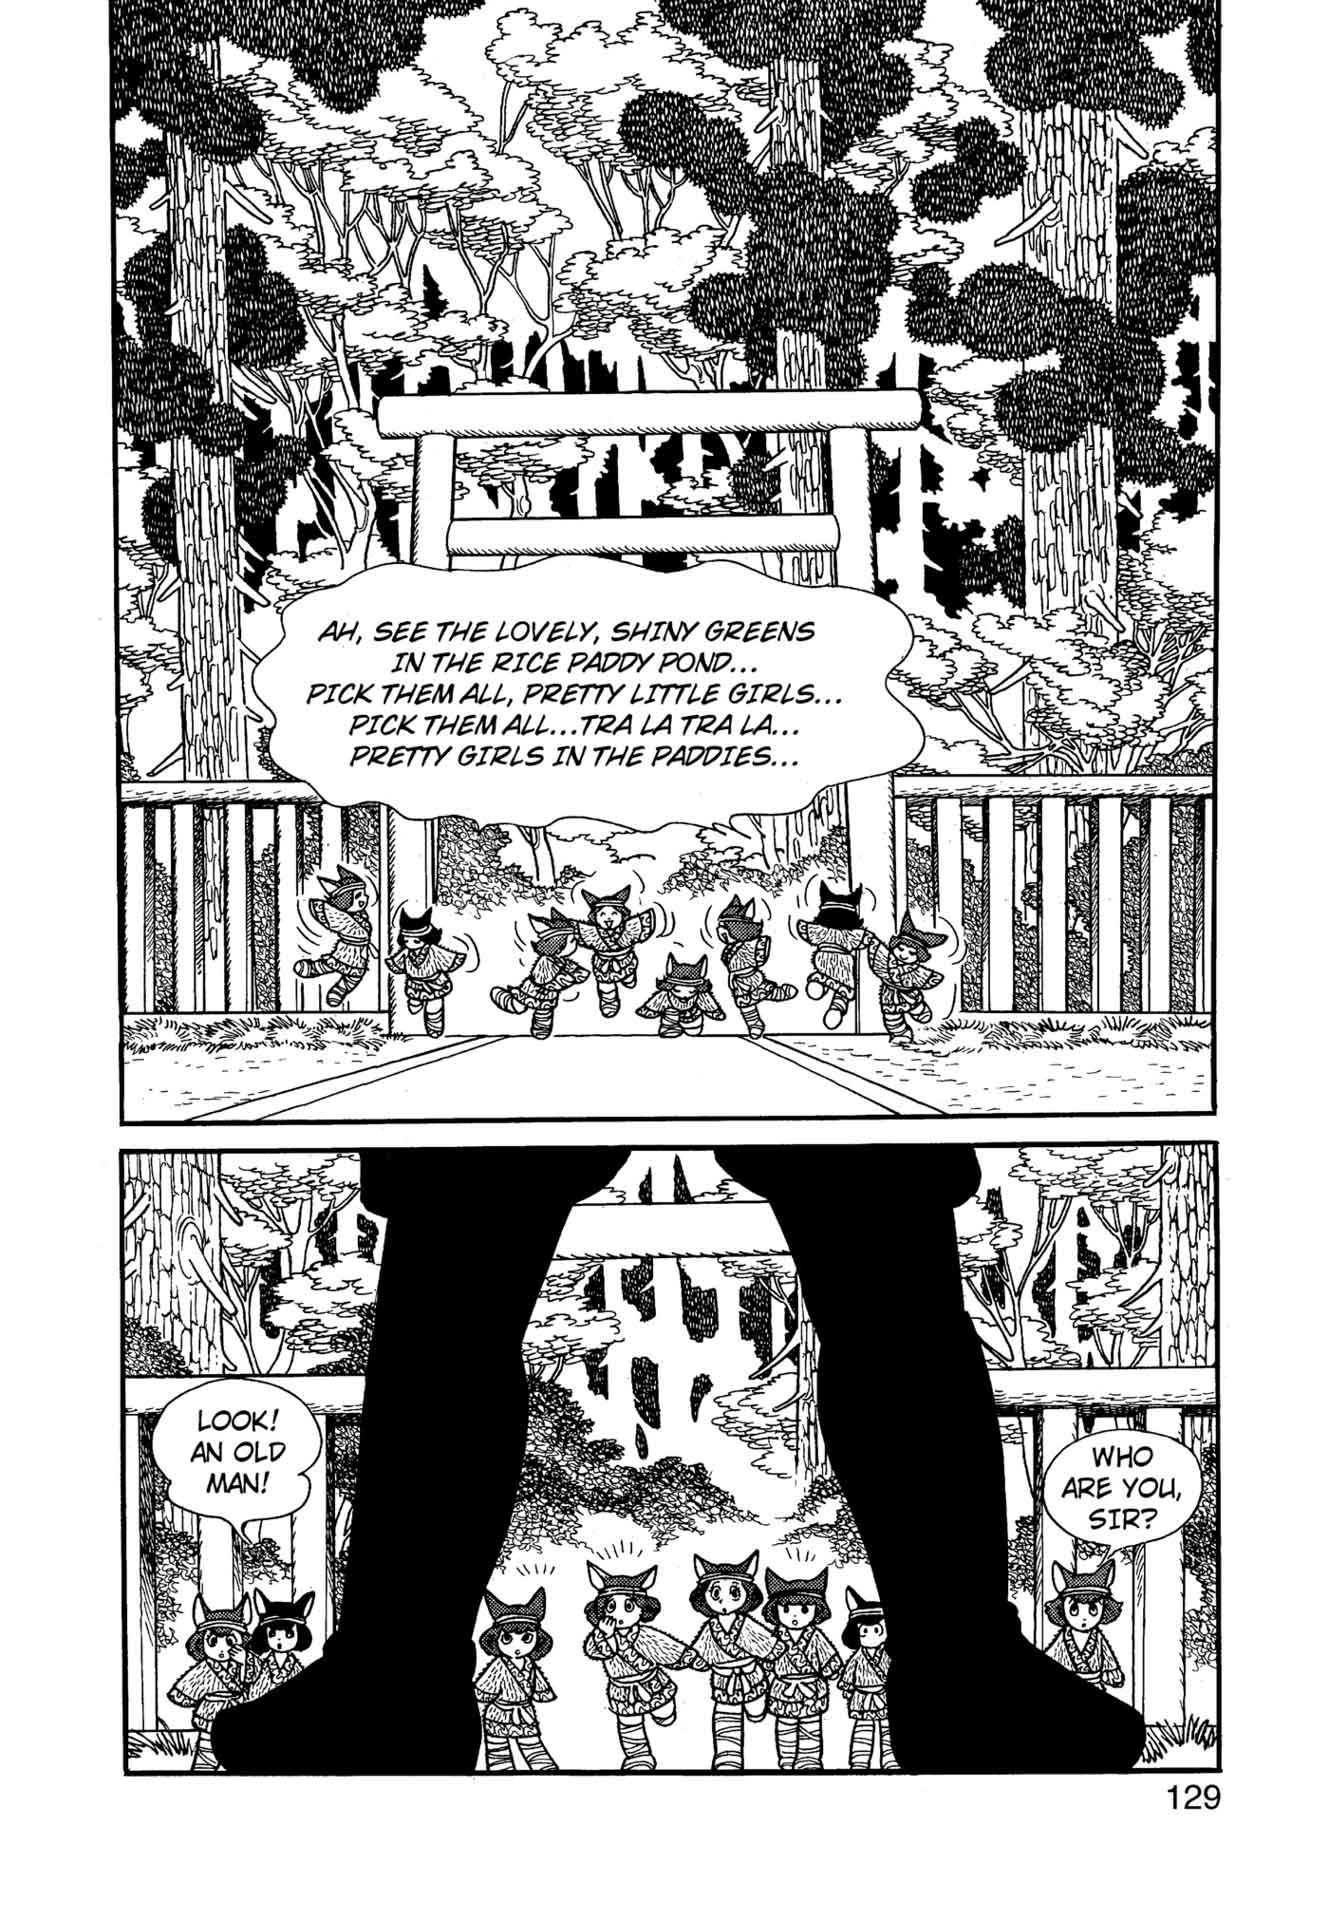 AH, SEE THE LOVELY, SHINY GREENS
IN THE RICE PADDY POND...
PICK THEM ALL, PRETTY LITTLE GIRLS...
PICK THEM ALL...TRA LA TRA LA...
PRETTY GIRLS IN THE PADDIES...
LOOK!
AN OLD
MAN!
WHO
ARE YOU,
SIR?
129